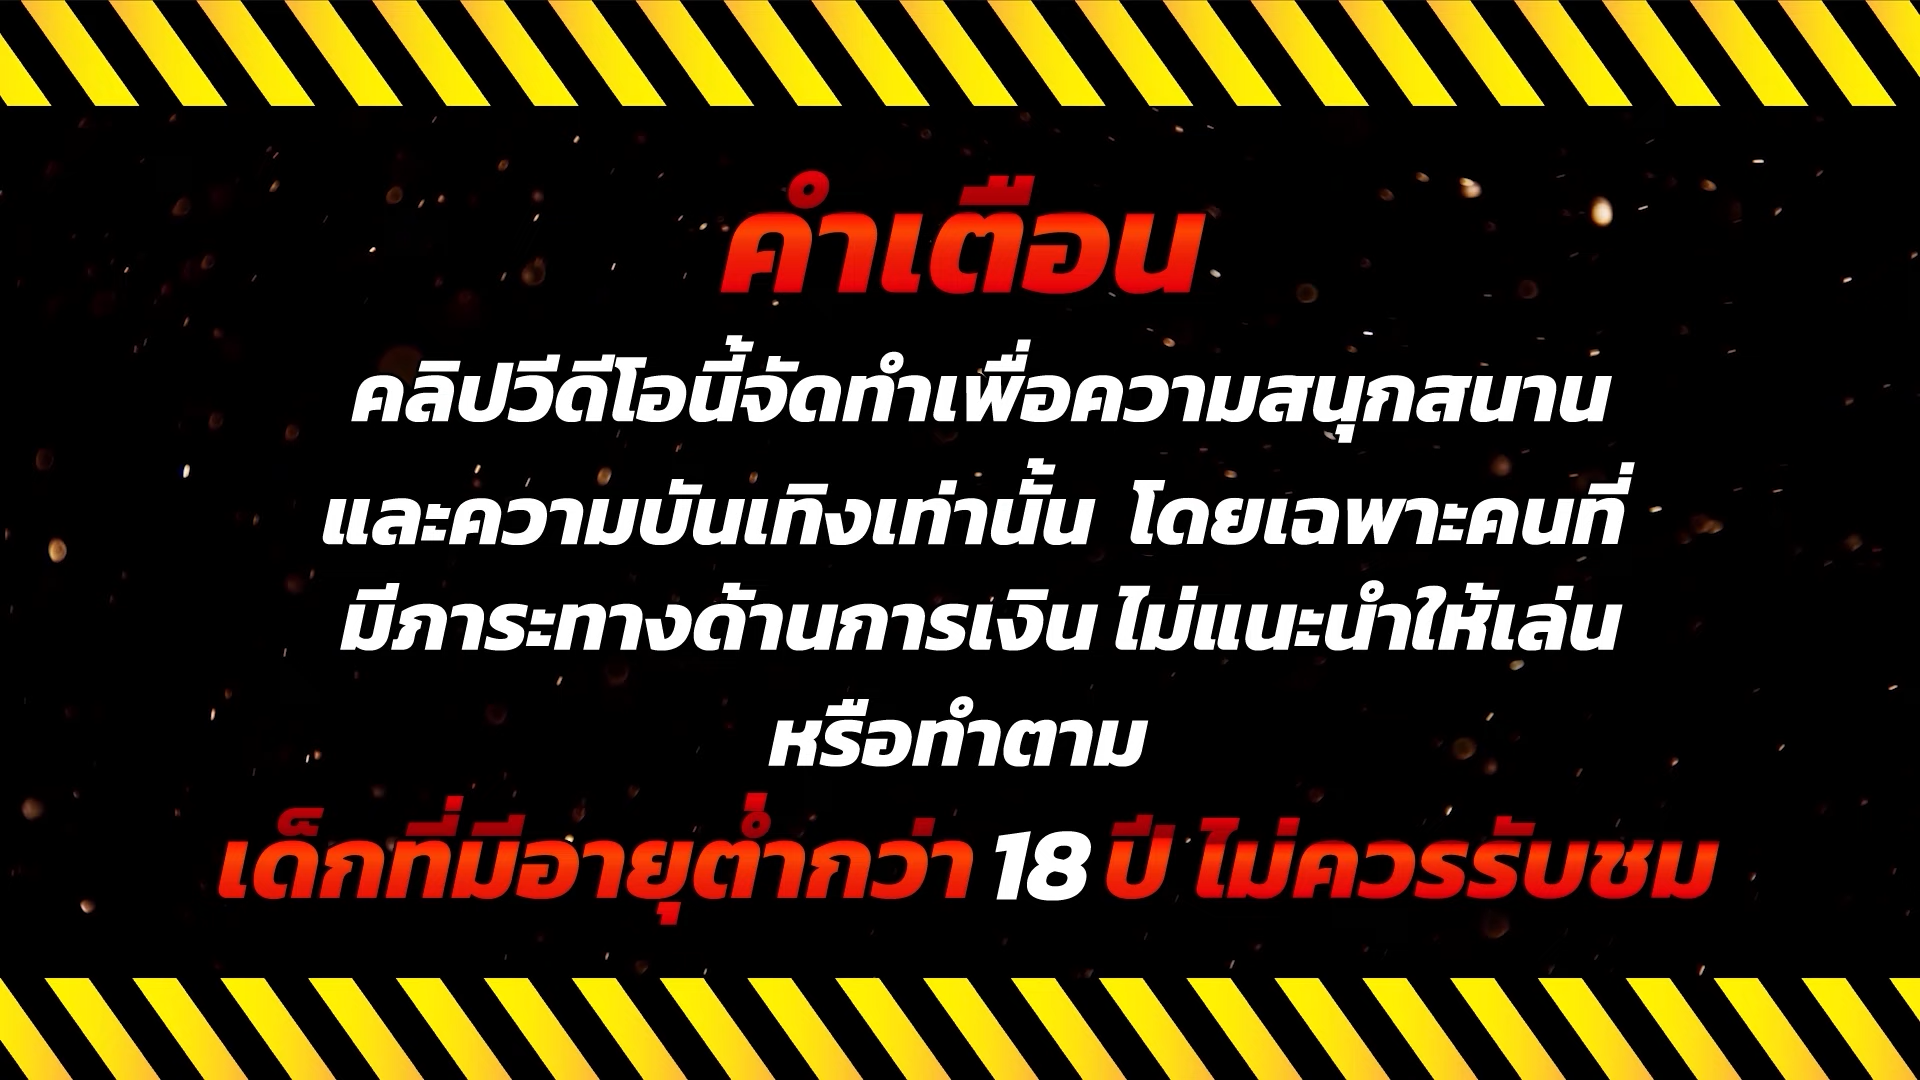 คำเตือน
คลิปวีดีโอนี้จัดทำเพื่อความสนุกสนาน
และความบันเทิงเท่านั้น โดยเฉพาะคนที่
มีภาระทางด้านการเงิน ไม่แนะนำให้เล่น
หรือทำตาม
เด็กที่มีอายุต่ำกว่า 18 ปี ไม่ควรรับชม